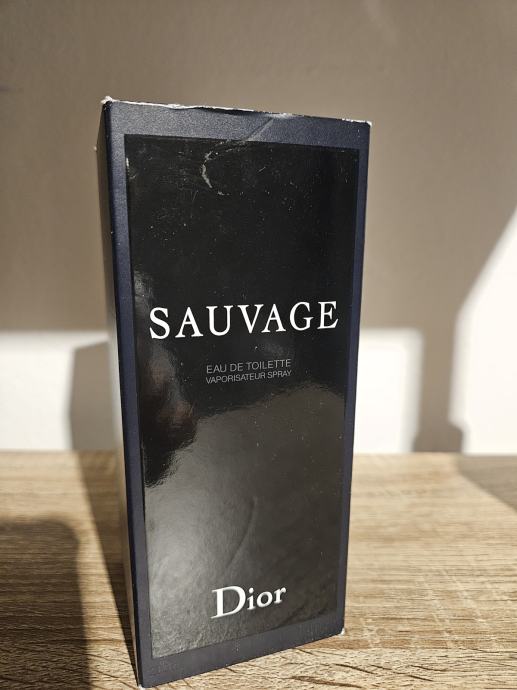 SAUVAGE
EAU DE TOILETTE
VAPORISATEUR SPRAY
Dior